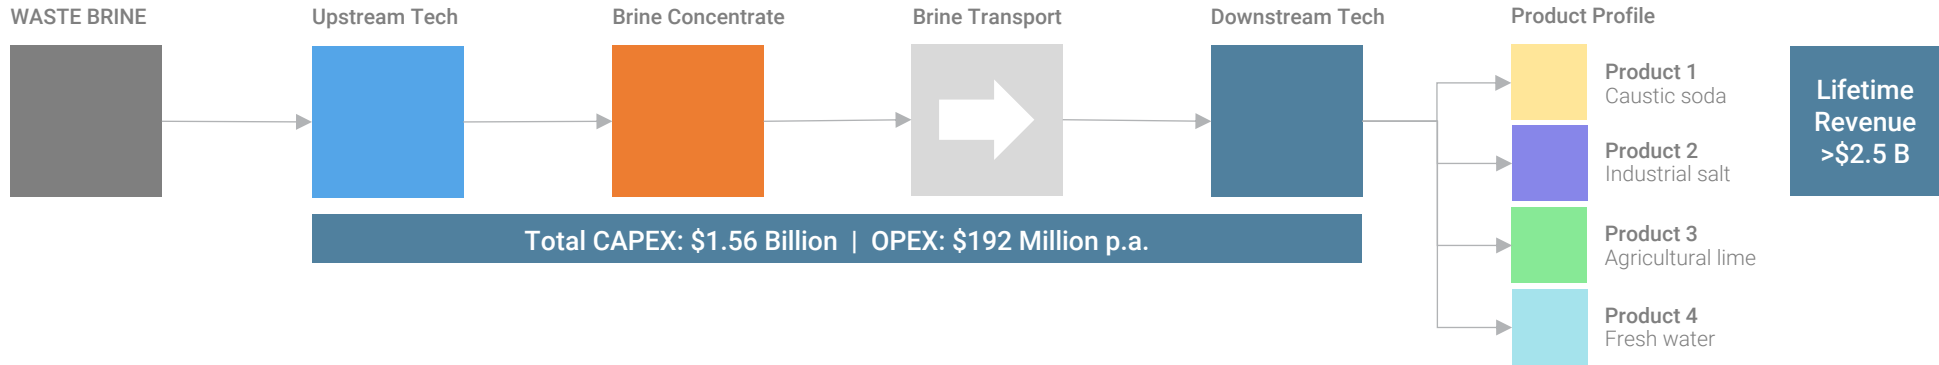 WASTE BRINE
Upstream Tech
Brine Concentrate
Brine Transport
Downstream Tech
Product Profile
Product 1
Caustic soda
Product 2
Industrial salt
Product 3
Agricultural lime
Product 4
Fresh water
Lifetime
Revenue
>$2.5 B
Total CAPEX: $1.56 Billion | OPEX: $192 Million p.a.